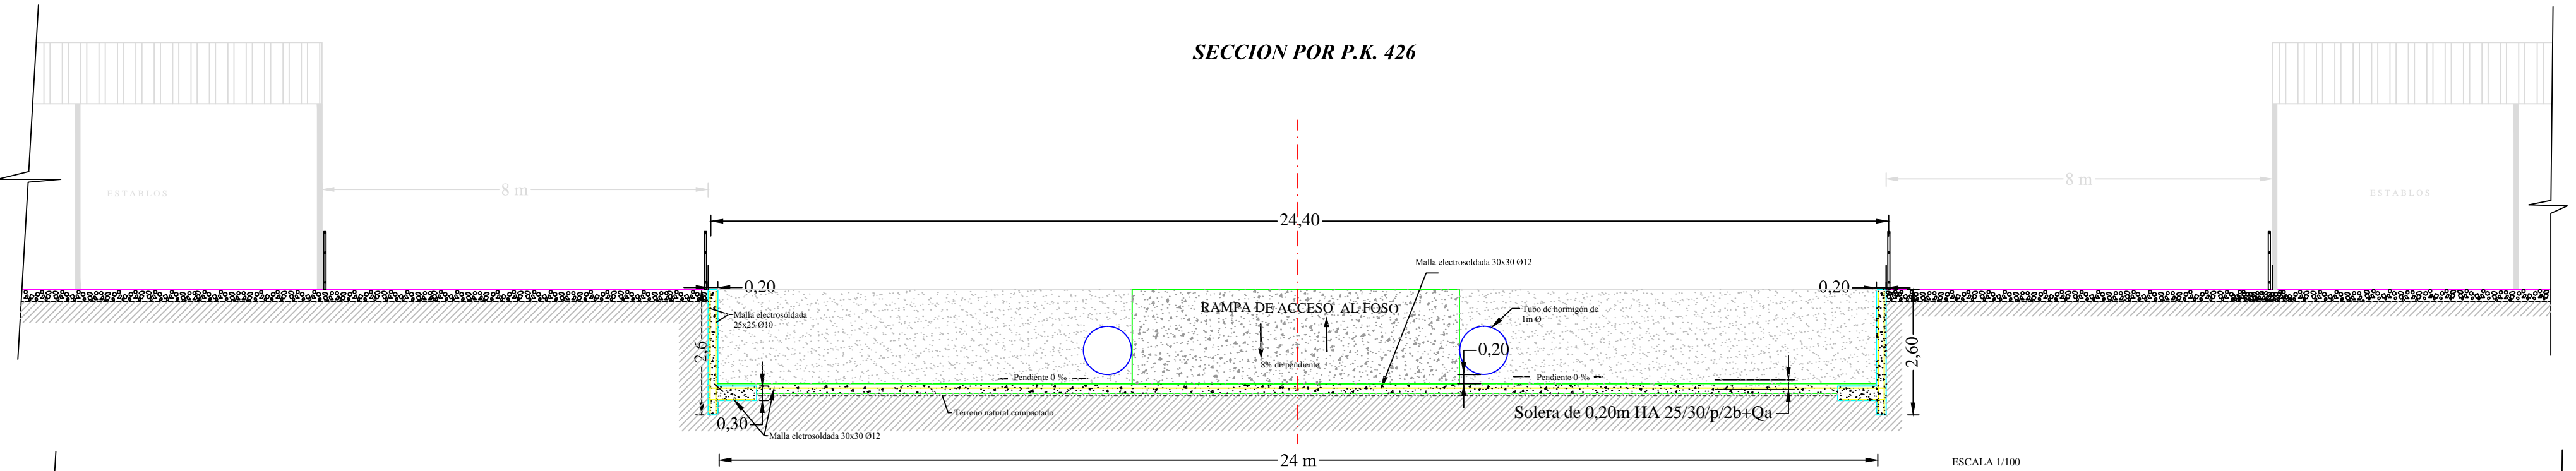 SECCION POR P.K. 426
ESTABLOS
8 m
8 m
ESTABLOS
24,40
Malla electrosoldada 30x30 Ø12
0,20
0,20
Malla electrosoldada
25x25 Ø10
RAMPA DE ACCESO AL FOSO
Tubo de hormigón de
1m Ø
2,6
0,20
2,60
8% de pendiente
Pendiente 0 ‰
Pendiente 0 ‰
Terreno natural compactado
Solera de 0,20m HA 25/30/p/2b+Qa
0,30
Malla eletrosoldada 30x30 Ø12
24 m
ESCALA 1/100